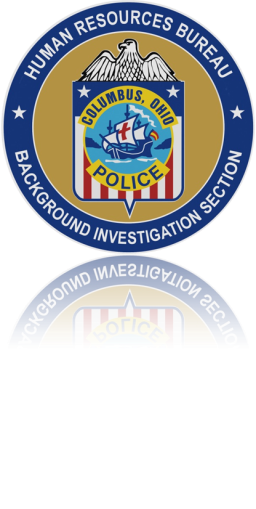 HUMAN RESOURCES BUREAU
COLUMBUS, OHIO
POLICE
BACKGROUND INVESTIGATION SECTION